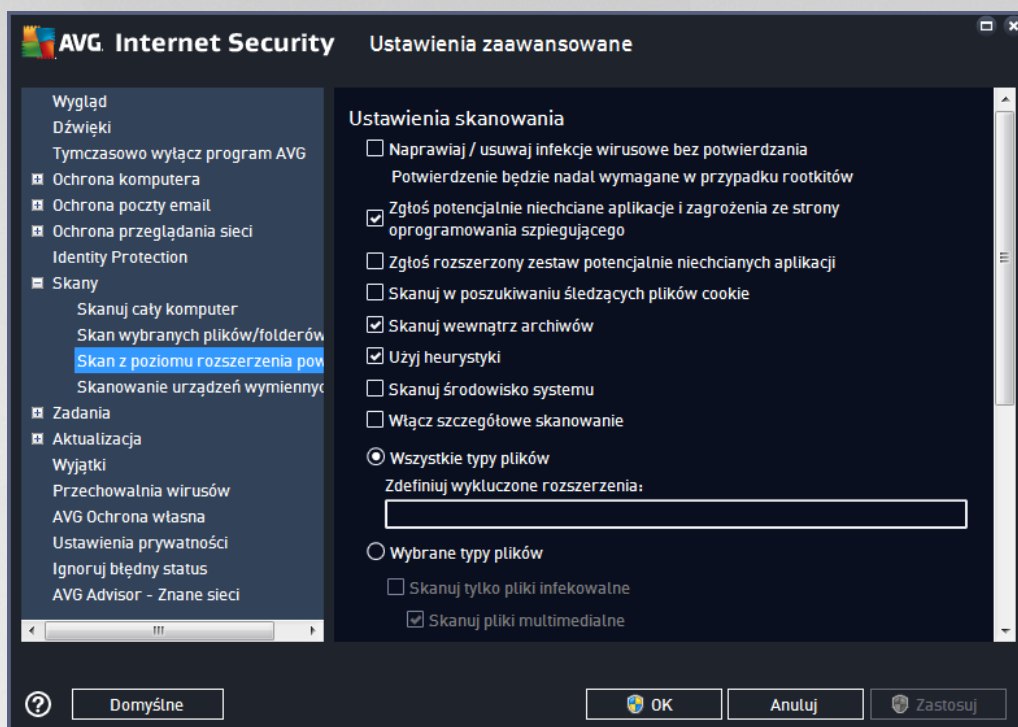 AVG. Internet Security
Ustawienia zaawansowane
Wygląd
Dźwięki
Tymczasowo wyłącz program AVG
Ochrona komputera
Ochrona poczty email
Ochrona przeglądania sieci
Identity Protection
Skany
Skanuj cały komputer
Skan wybranych plików/folderów
Skan z poziomu rozszerzenia pow
Skanowanie urządzeń wymiennyc
Zadania
Aktualizacja
Wyjątki
Przechowalnia wirusów
AVG Ochrona własna
Ustawienia prywatności
Ignoruj błędny status
AVG Advisor - Znane sieci
Ustawienia skanowania
Naprawiaj / usuwaj infekcje wirusowe bez potwierdzania
Potwierdzenie będzie nadal wymagane w przypadku rootkitów
Zgłoś potencjalnie niechciane aplikacje i zagrożenia ze strony
oprogramowania szpiegującego
Zgłoś rozszerzony zestaw potencjalnie niechcianych aplikacji
Skanuj w poszukiwaniu śledzących plików cookie
Skanuj wewnątrz archiwów
Użyj heurystyki
Skanuj środowisko systemu
Włącz szczegółowe skanowanie
Wszystkie typy plików
Zdefiniuj wykluczone rozszerzenia:
Wybrane typy plików
Skanuj tylko pliki infekowalne
Skanuj pliki multimedialne
Domyślne
OK
Anuluj
Zastosuj